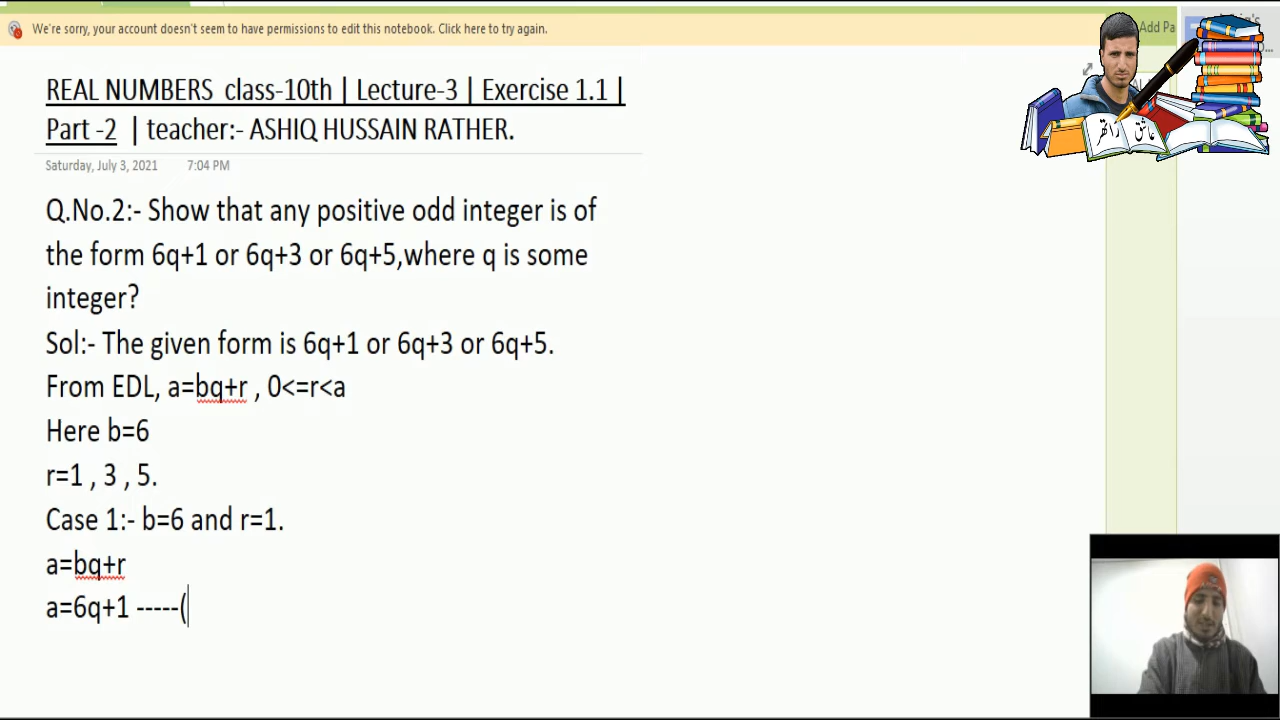 We're sorry, your account doesn't seem to have permissions to edit this notebook. Click here to try again.
Add Pa
REAL NUMBERS class-10th | Lecture-3 | Exercise 1.1 |
Part -2 | teacher:- ASHIQ HUSSAIN RATHER.
Saturday, July 3, 2021 7:04 PM
عاشق راتھر
Q.No.2:- Show that any positive odd integer is of
the form 6q+1 or 6q+3 or 6q+5,where q is some
integer?
Sol:- The given form is 6q+1 or 6q+3 or 6q+5.
From EDL, a=bq+r , 0<=r<a
Here b=6
r=1 , 3 , 5.
Case 1:- b=6 and r=1.
a=bq+r
a=6q+1 -----(